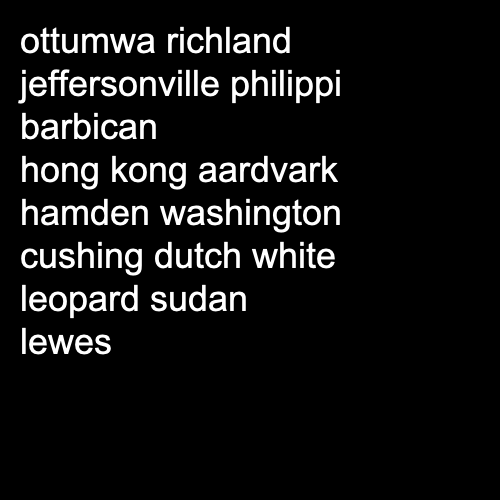 ottumwa richland
jeffersonville philippi
barbican
hong kong aardvark
hamden washington
cushing dutch white
leopard sudan
lewes